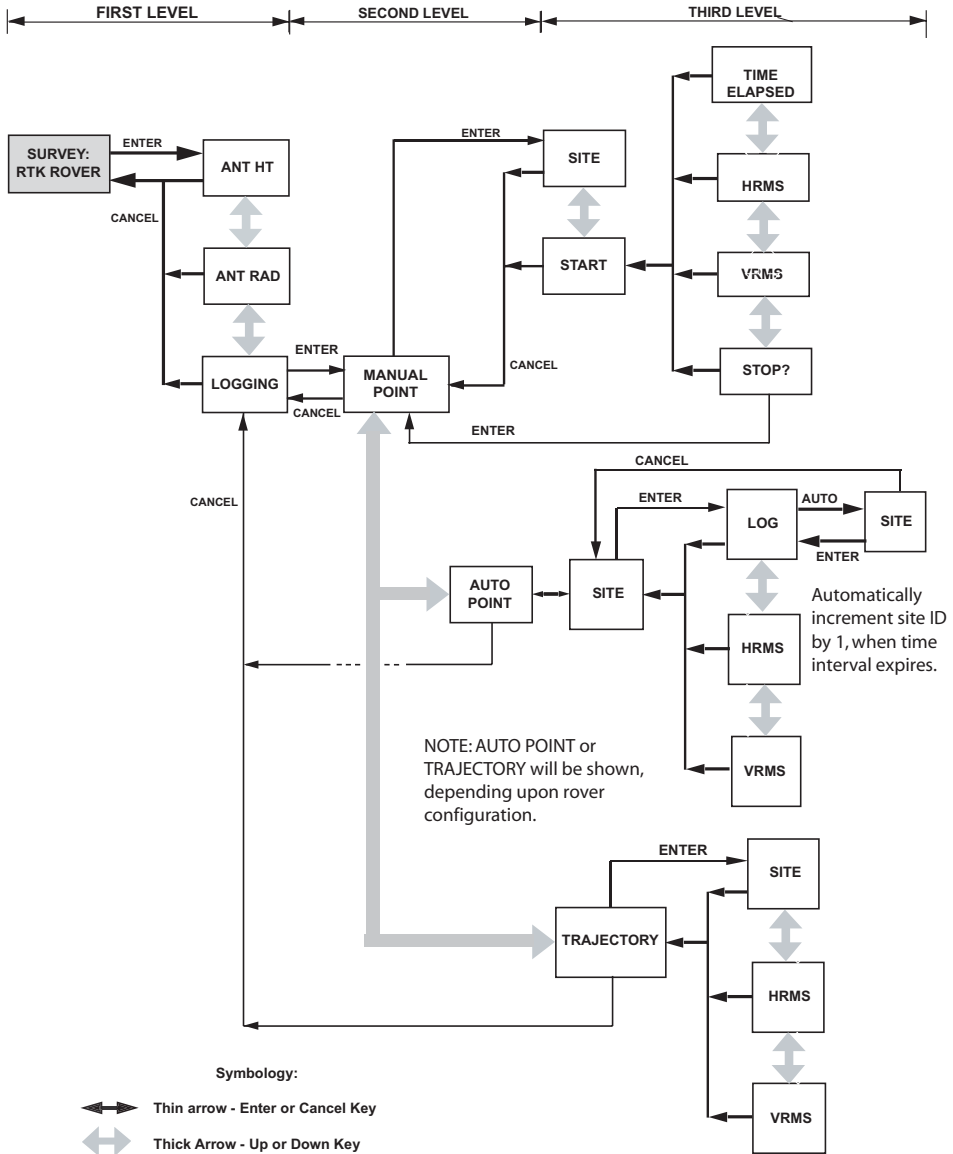 FIRST LEVEL
SECOND LEVEL
THIRD LEVEL
TIME
ELAPSED
ENTER
ENTER
SURVEY:
RTK ROVER
ANT HT
SITE
HRMS
CANCEL
ANT RAD
START
VRMS
ENTER
CANCEL
LOGGING
MANUAL
POINT
STOP?
CANCEL
ENTER
CANCEL
CANCEL
ENTER
LOG
AUTO
SITE
ENTER
AUTO
POINT
SITE
Automatically
increment site ID
by 1, when time
interval expires.
HRMS
NOTE: AUTO POINT or
TRAJECTORY will be shown,
depending upon rover
configuration.
VRMS
ENTER
SITE
TRAJECTORY
HRMS
VRMS
Symbology:
Thin arrow - Enter or Cancel Key
Thick Arrow - Up or Down Key